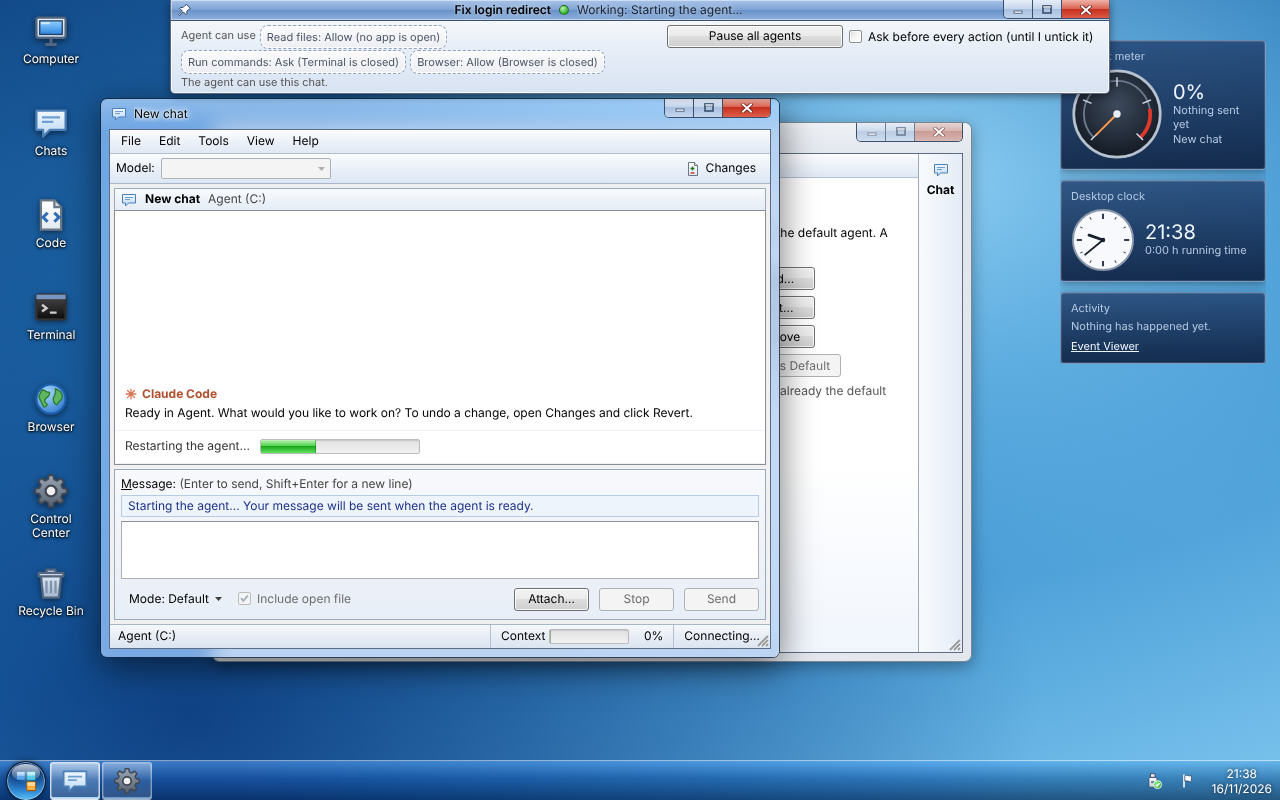 Fix login redirect Working: Starting the agent...
Agent can use Read files: Allow (no app is open) Pause all agents Ask before every action (until I untick it)
Run commands: Ask (Terminal is closed) Browser: Allow (Browser is closed)
The agent can use this chat.
Computer
Chats
Code
Terminal
Browser
Control
Center
Recycle Bin
New chat
File Edit Tools View Help
Model: Changes
New chat Agent (C:)
Claude Code
Ready in Agent. What would you like to work on? To undo a change, open Changes and click Revert.
Restarting the agent...
Message: (Enter to send, Shift+Enter for a new line)
Starting the agent... Your message will be sent when the agent is ready.
Mode: Default Include open file Attach... Stop Send
Agent (C:) Context 0% Connecting...
Chat
the default agent. A
Default
already the default
meter
0%
Nothing sent
yet
New chat
Desktop clock
21:38
0:00 h running time
Activity
Nothing has happened yet.
Event Viewer
21:38
16/11/2026